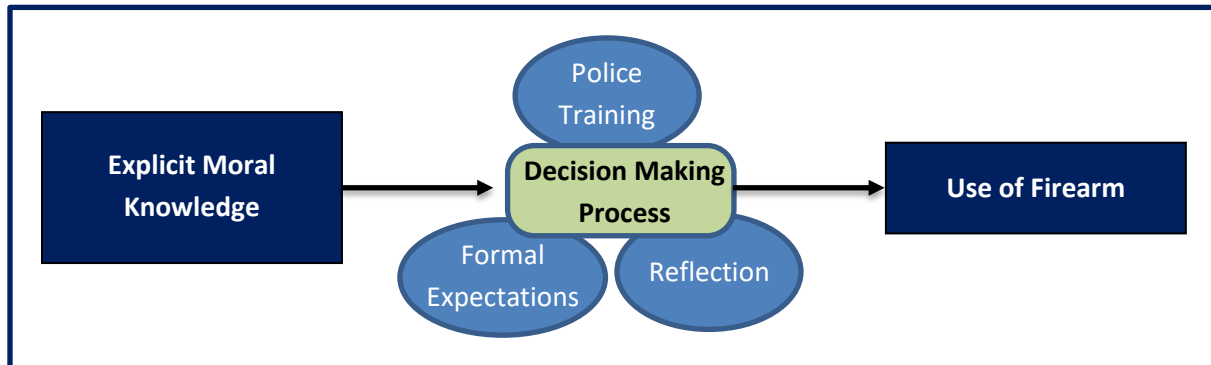 Police
Training
Explicit Moral
Knowledge
Decision Making
Process
Use of Firearm
Formal
Expectations
Reflection